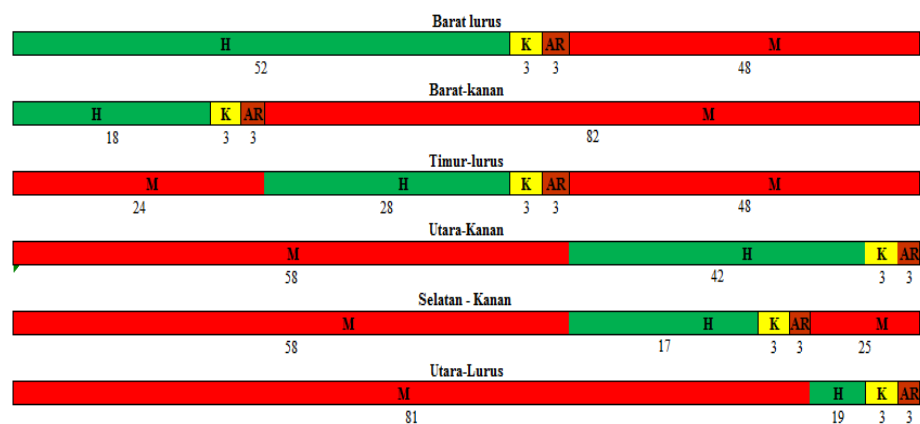 Barat lurus
H K AR M
52 3 3 48
Barat-kanan
H K AR M
18 3 3 82
Timur-lurus
M H K AR M
24 28 3 3 48
Utara-Kanan
M H K AR
58 42 3 3
Selatan - Kanan
M H K AR M
58 17 3 3 25
Utara-Lurus
M H K AR
81 19 3 3